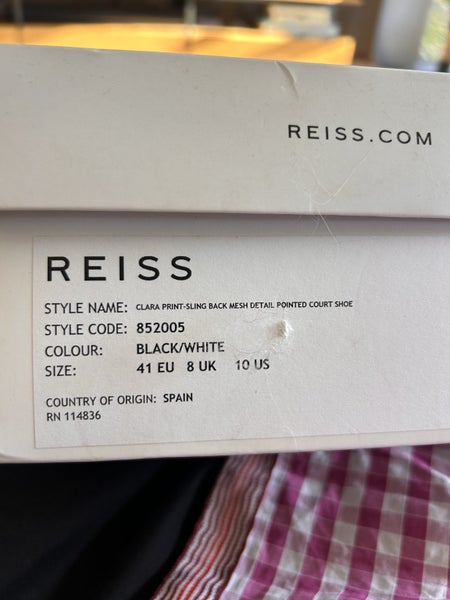 REISS.COM
REISS
STYLE NAME: CLARA PRINT-SLING BACK MESH DETAIL POINTED COURT SHOE
STYLE CODE: 852005
COLOUR: BLACK/WHITE
SIZE: 41 EU 8 UK 10 US
COUNTRY OF ORIGIN: SPAIN
RN 114836